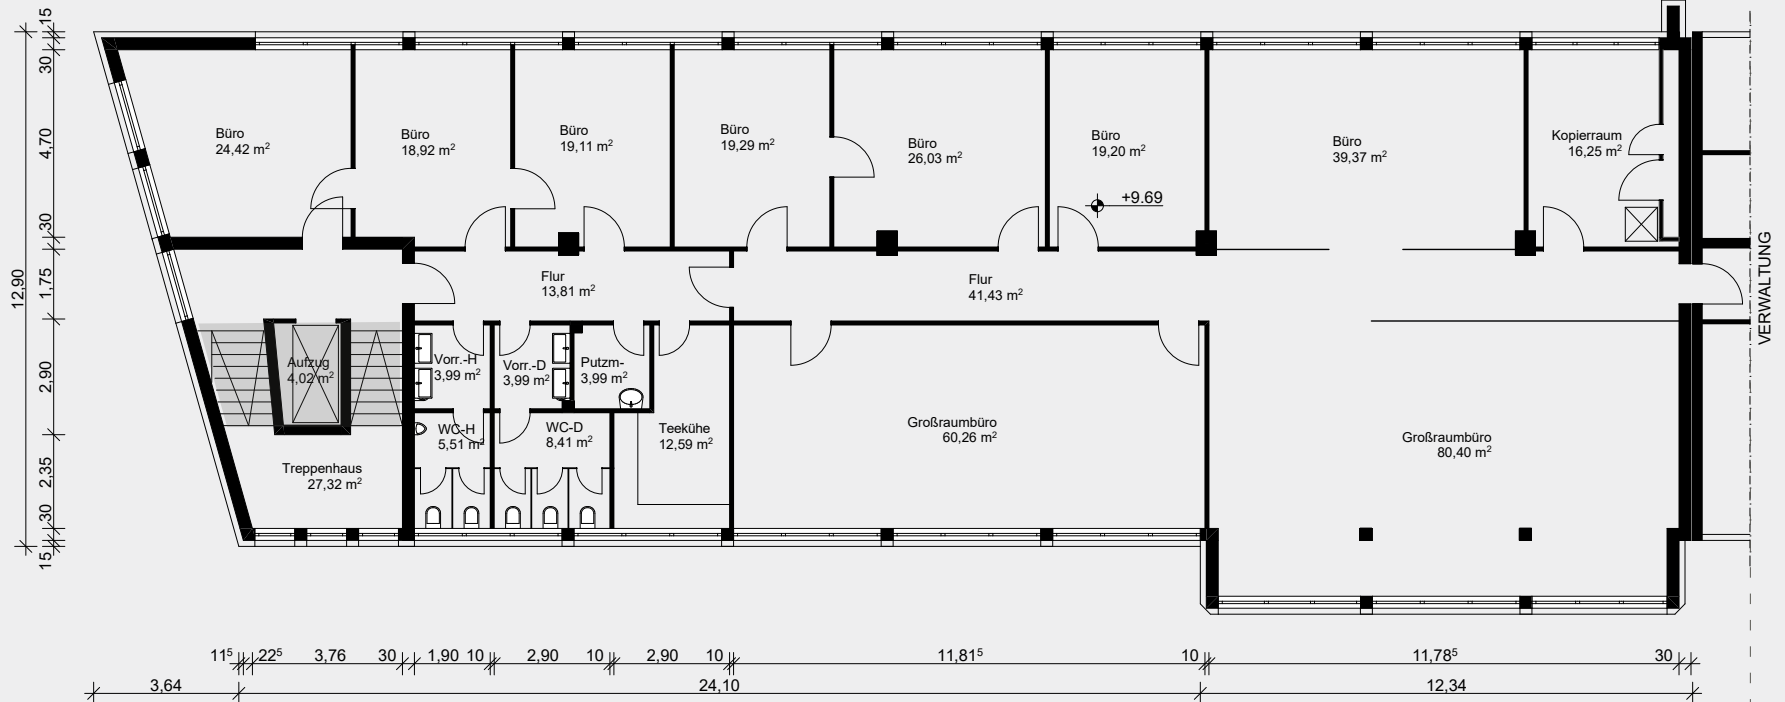 15
30
4,70
30
1,75
12,90
2,90
2,35
30
15
Büro
24,42 m²
Büro
18,92 m²
Büro
19,11 m²
Büro
19,29 m²
Büro
26,03 m²
Büro
19,20 m²
+9.69
Büro
39,37 m²
Kopierraum
16,25 m²
VERWALTUNG
Flur
13,81 m²
Flur
41,43 m²
Aufzug
4,02 m²
Vorr.-H
3,99 m²
Vorr.-D
3,99 m²
Putzm-
3,99 m²
WC-H
5,51 m²
WC-D
8,41 m²
Teekühe
12,59 m²
Großraumbüro
60,26 m²
Großraumbüro
80,40 m²
Treppenhaus
27,32 m²
11⁵ 22⁵ 3,76 30 1,90 10 2,90 10 2,90 10 11,81⁵ 10 11,78⁵ 30
3,64 24,10 12,34